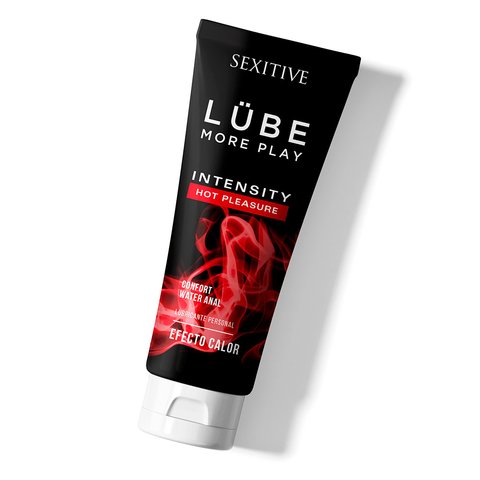 SEXITIVE
LÜBE
MORE PLAY
INTENSITY
HOT PLEASURE
CONFORT
WATER ANAL
LUBRICANTE PERSONAL
EFECTO CALOR